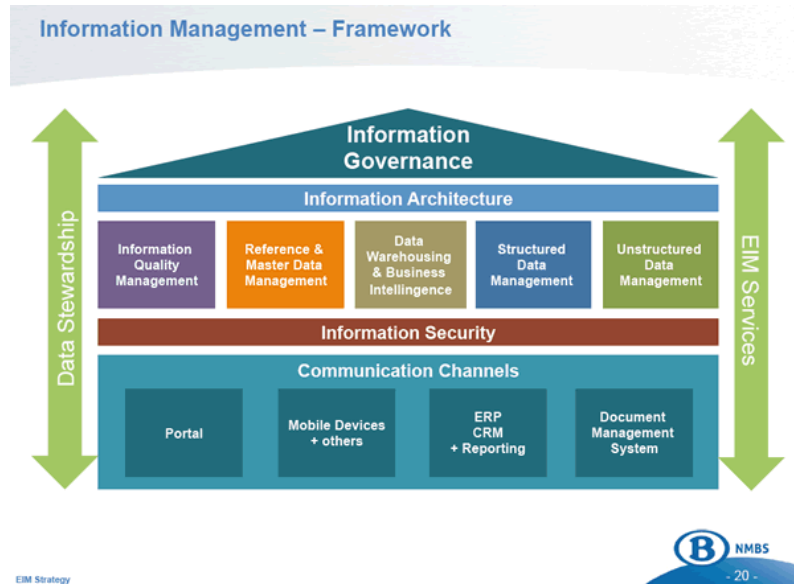 Information Management – Framework
Information
Governance
Information Architecture
Data Stewardship
EIM Services
Information
Quality
Management
Reference &
Master Data
Management
Data
Warehousing
& Business
Intellingence
Structured
Data
Management
Unstructured
Data
Management
Information Security
Communication Channels
Portal
Mobile Devices
+ others
ERP
CRM
+ Reporting
Document
Management
System
B NMBS
EIM Strategy
- 20 -